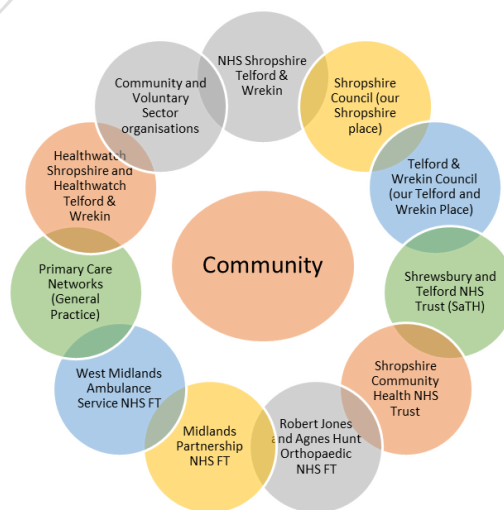 NHS Shropshire
Telford &
Wrekin
Shropshire
Council (our
Shropshire
place)
Telford &
Wrekin Council
(our Telford and
Wrekin Place)
Shrewsbury and
Telford NHS
Trust (SaTH)
Shropshire
Community
Health NHS
Trust
Robert Jones
and Agnes Hunt
Orthopaedic
NHS FT
Midlands
Partnership
NHS FT
West Midlands
Ambulance
Service NHS FT
Primary Care
Networks
(General
Practice)
Healthwatch
Shropshire and
Healthwatch
Telford &
Wrekin
Community and
Voluntary
Sector
organisations
Community